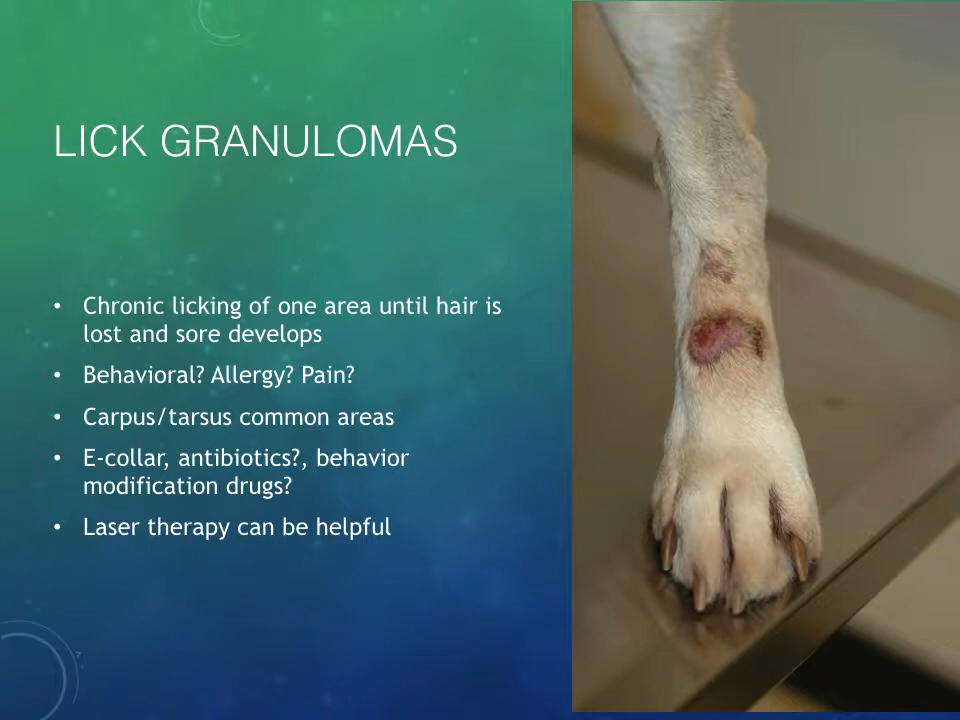 LICK GRANULOMAS
• Chronic licking of one area until hair is
lost and sore develops
• Behavioral? Allergy? Pain?
• Carpus/tarsus common areas
• E-collar, antibiotics?, behavior
modification drugs?
• Laser therapy can be helpful